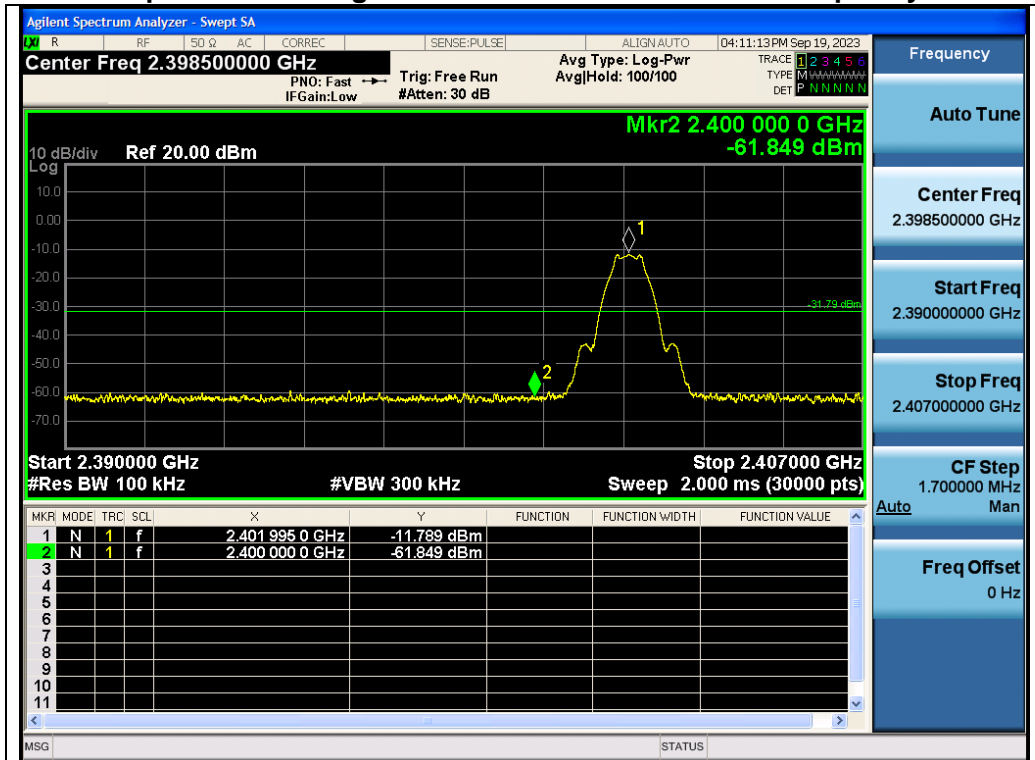 Agilent Spectrum Analyzer - Swept SA
LXI R RF 50 Ω AC CORREC SENSE:PULSE ALIGN AUTO 04:11:13 PM Sep 19, 2023
Center Freq 2.398500000 GHz
PNO: Fast
IFGain:Low
Trig: Free Run
#Atten: 30 dB
Avg Type: Log-Pwr
Avg|Hold: 100/100
TRACE 1 2 3 4 5 6
TYPE M W W W W W
DET P N N N N N
Mkr2 2.400 000 0 GHz
-61.849 dBm
10 dB/div Ref 20.00 dBm
Log
10.0
0.00
-10.0
-20.0
-30.0
-40.0
-50.0
-60.0
-70.0
1
2
-31.79 dBm
Start 2.390000 GHz Stop 2.407000 GHz
#Res BW 100 kHz #VBW 300 kHz Sweep 2.000 ms (30000 pts)
MKR MODE TRC SCL X Y FUNCTION FUNCTION WIDTH FUNCTION VALUE
1 N 1 f 2.401 995 0 GHz -11.789 dBm
2 N 1 f 2.400 000 0 GHz -61.849 dBm
3
4
5
6
7
8
9
10
11
MSG STATUS
Frequency
Auto Tune
Center Freq
2.398500000 GHz
Start Freq
2.390000000 GHz
Stop Freq
2.407000000 GHz
CF Step
1.700000 MHz
Auto Man
Freq Offset
0 Hz